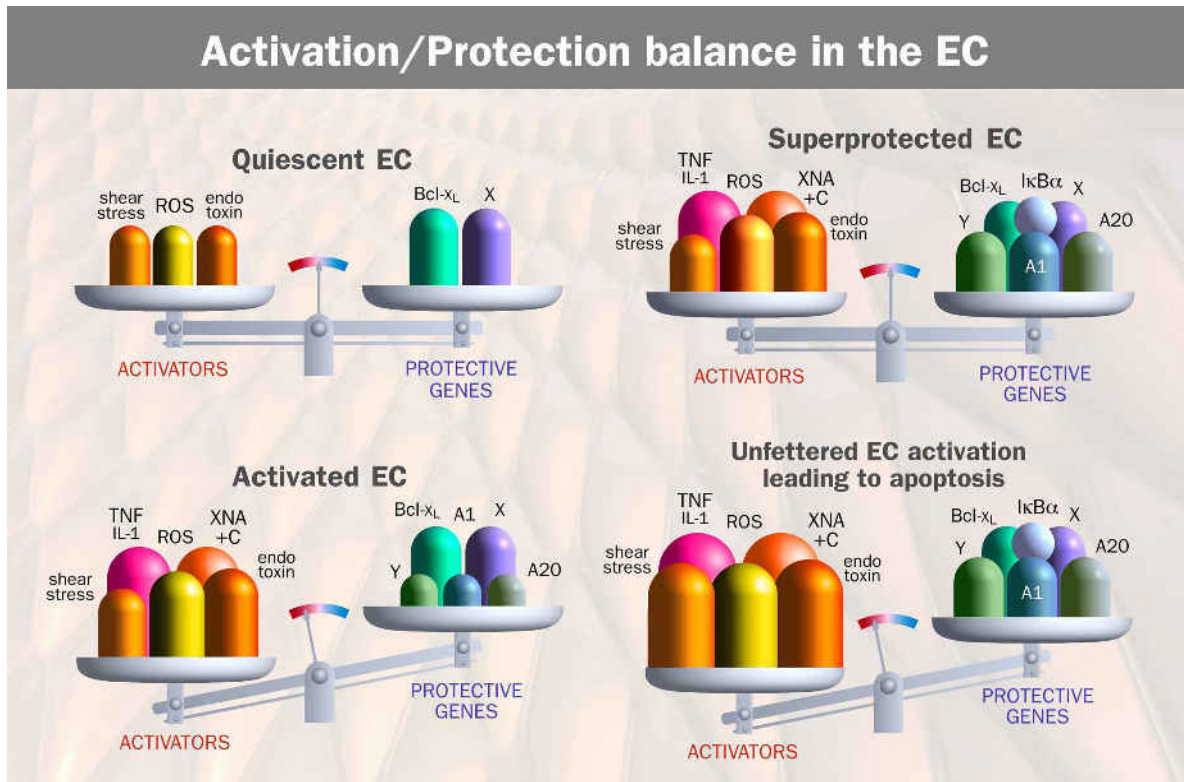 Activation/Protection balance in the EC
Quiescent EC
shear
stress
ROS
endo
toxin
Bcl-xL
X
ACTIVATORS
PROTECTIVE
GENES
Superprotected EC
TNF
IL-1
ROS
XNA
+C
shear
stress
endo
toxin
Bcl-xL
IκBα
X
Y
A20
A1
ACTIVATORS
PROTECTIVE
GENES
Activated EC
TNF
IL-1
ROS
XNA
+C
shear
stress
endo
toxin
Bcl-xL
A1
X
Y
A20
ACTIVATORS
PROTECTIVE
GENES
Unfettered EC activation
leading to apoptosis
TNF
IL-1
ROS
XNA
+C
shear
stress
endo
toxin
Bcl-xL
IκBα
X
Y
A20
A1
ACTIVATORS
PROTECTIVE
GENES